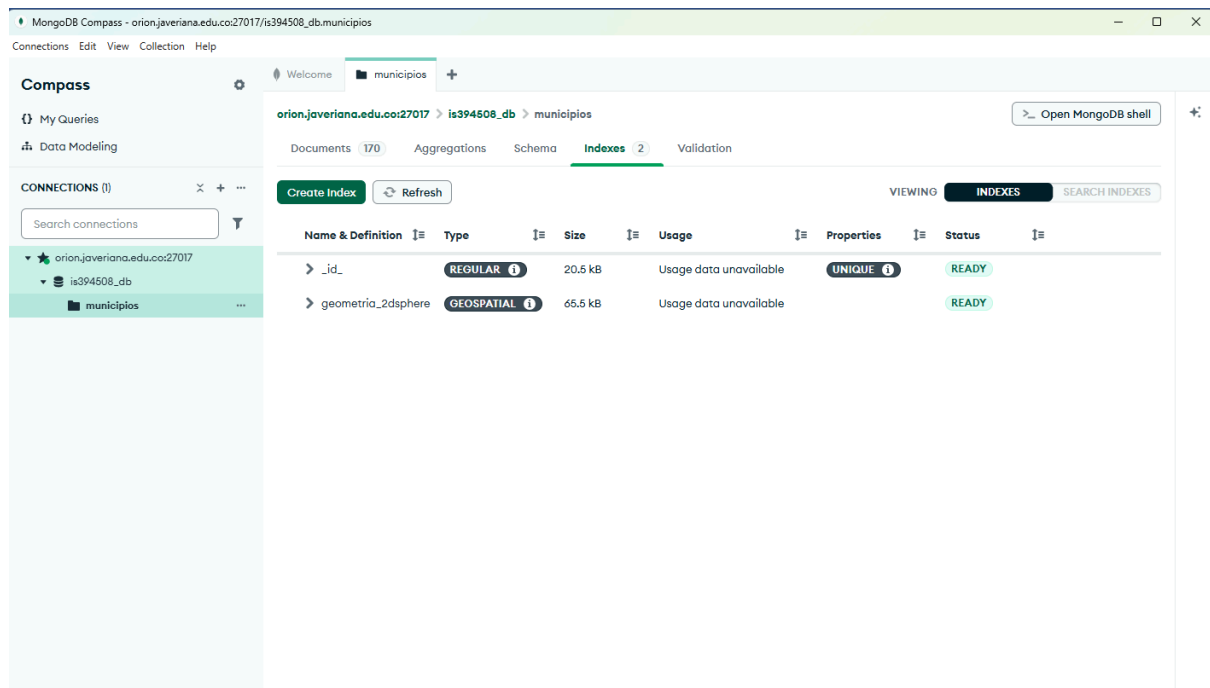 MongoDB Compass - orion.javeriana.edu.co:27017/is394508_db.municipios
Connections Edit View Collection Help
Compass
My Queries
Data Modeling
CONNECTIONS (1)
Search connections
orion.javeriana.edu.co:27017
is394508_db
municipios
Welcome
municipios
orion.javeriana.edu.co:27017 > is394508_db > municipios
Open MongoDB shell
Documents 170 Aggregations Schema Indexes 2 Validation
Create Index Refresh VIEWING INDEXES SEARCH INDEXES
Name & Definition Type Size Usage Properties Status
_id_ REGULAR 20.5 kB Usage data unavailable UNIQUE READY
geometria_2dsphere GEOSPATIAL 65.5 kB Usage data unavailable READY